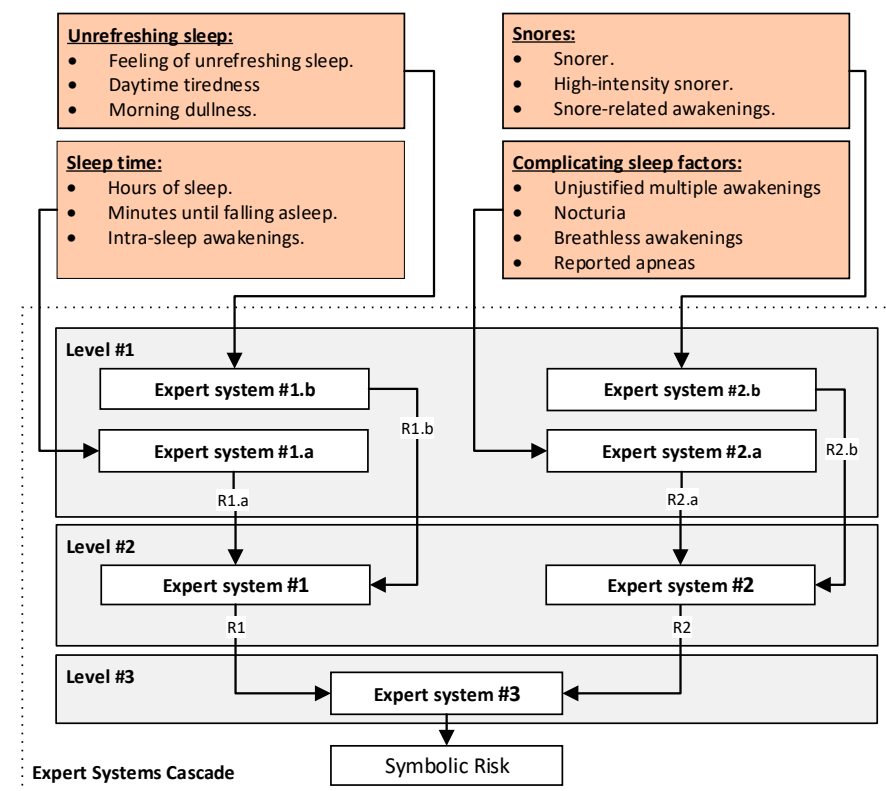 Unrefreshing sleep:
• Feeling of unrefreshing sleep.
• Daytime tiredness
• Morning dullness.
Snores:
• Snorer.
• High-intensity snorer.
• Snore-related awakenings.
Sleep time:
• Hours of sleep.
• Minutes until falling asleep.
• Intra-sleep awakenings.
Complicating sleep factors:
• Unjustified multiple awakenings
• Nocturia
• Breathless awakenings
• Reported apneas
Level #1
Expert system #1.b
Expert system #2.b
R1.b
R2.b
Expert system #1.a
Expert system #2.a
R1.a
R2.a
Level #2
Expert system #1
Expert system #2
R1
R2
Level #3
Expert system #3
Symbolic Risk
Expert Systems Cascade